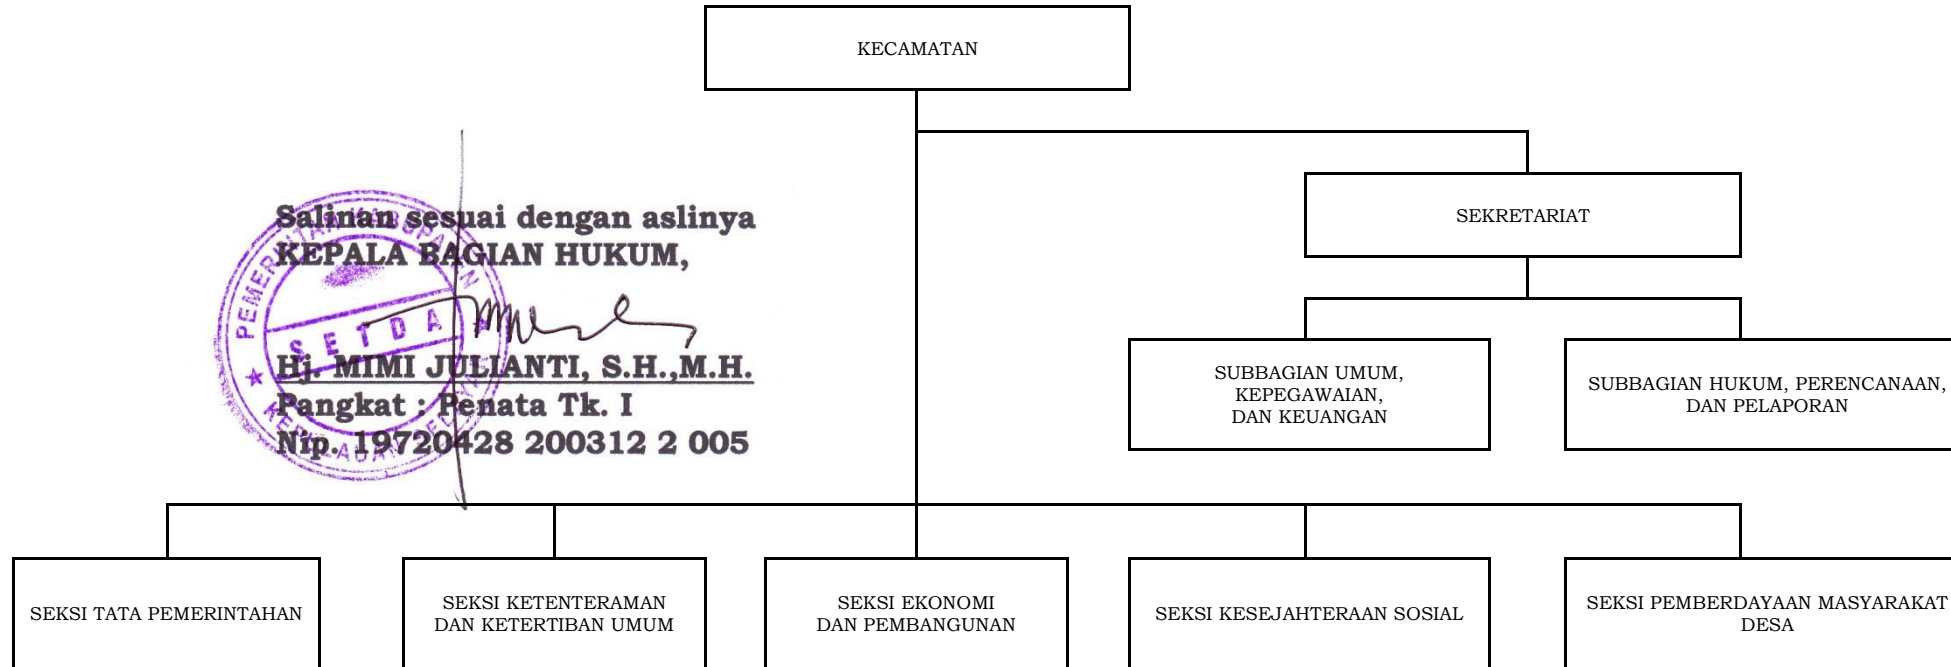 KECAMATAN
SEKRETARIAT
Salinan sesuai dengan aslinya
KEPALA BAGIAN HUKUM,
PEMERINTAH KABUPATEN
SETDA
Hj. MIMI JULIANTI, S.H.,M.H.
Pangkat : Penata Tk. I
Nip. 19720428 200312 2 005
SUBBAGIAN UMUM,
KEPEGAWAIAN,
DAN KEUANGAN
SUBBAGIAN HUKUM, PERENCANAAN,
DAN PELAPORAN
SEKSI TATA PEMERINTAHAN
SEKSI KETENTERAMAN
DAN KETERTIBAN UMUM
SEKSI EKONOMI
DAN PEMBANGUNAN
SEKSI KESEJAHTERAAN SOSIAL
SEKSI PEMBERDAYAAN MASYARAKAT
DESA